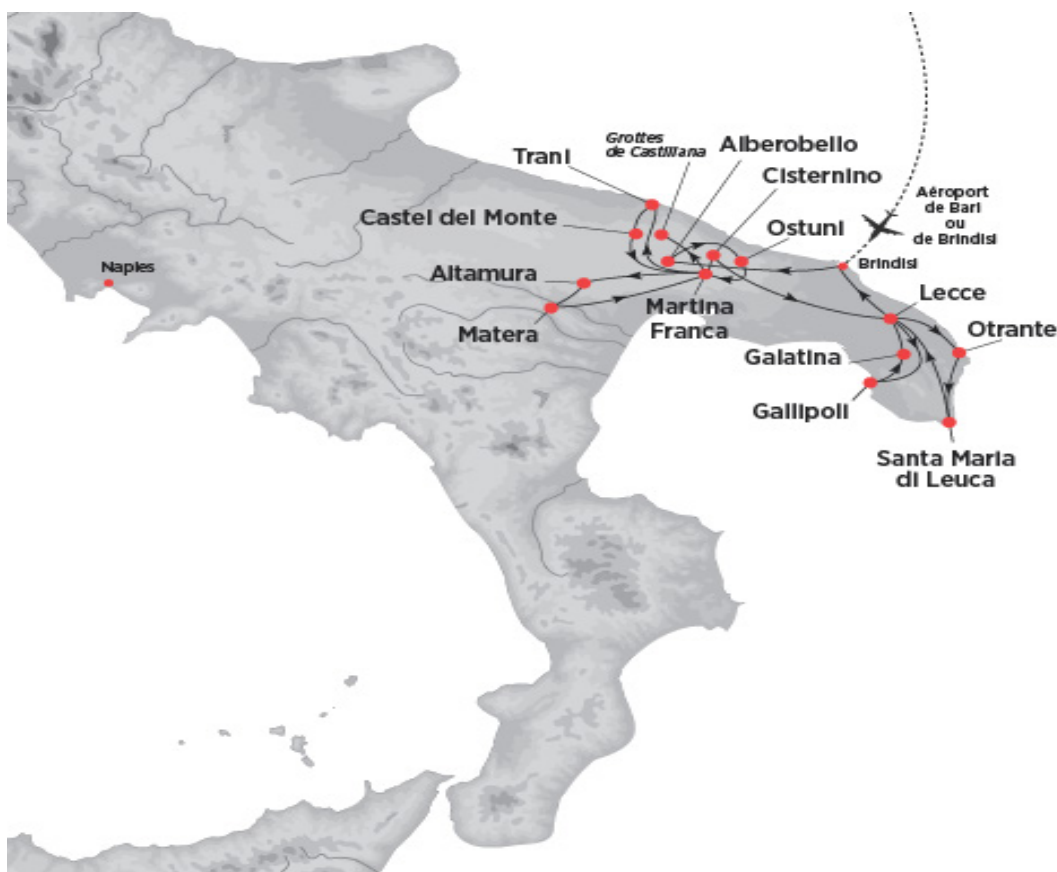 Grottes
de Castillana
Alberobello
Trani
Cisternino
Castel del Monte
Ostuni
Aéroport
de Bari
ou
de Brindisi
Altamura
Naples
Brindisi
Matera
Martina
Franca
Lecce
Otrante
Galatina
Gallipoli
Santa Maria
di Leuca